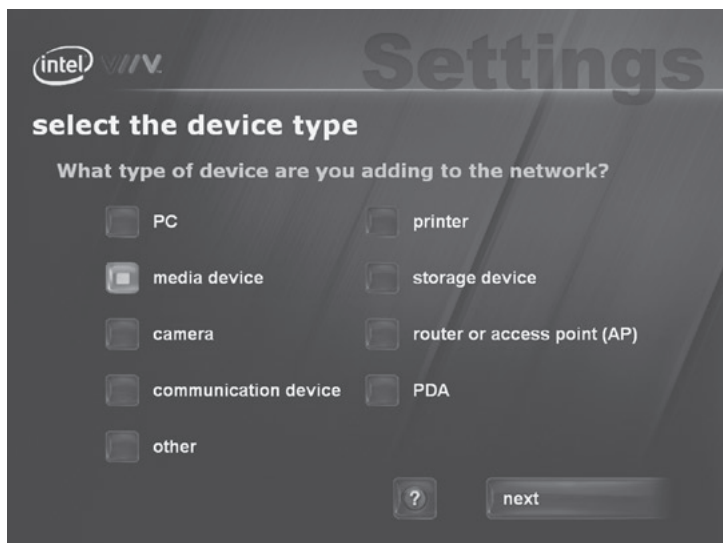 intel VIIV
Settings
select the device type
What type of device are you adding to the network?
PC
printer
media device
storage device
camera
router or access point (AP)
communication device
PDA
other
?
next